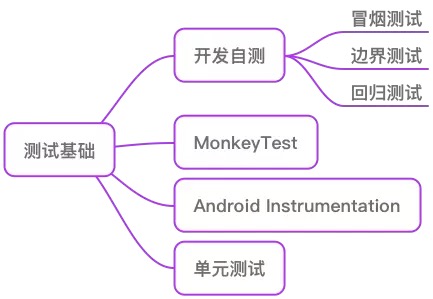 测试基础
开发自测
冒烟测试
边界测试
回归测试
MonkeyTest
Android Instrumentation
单元测试